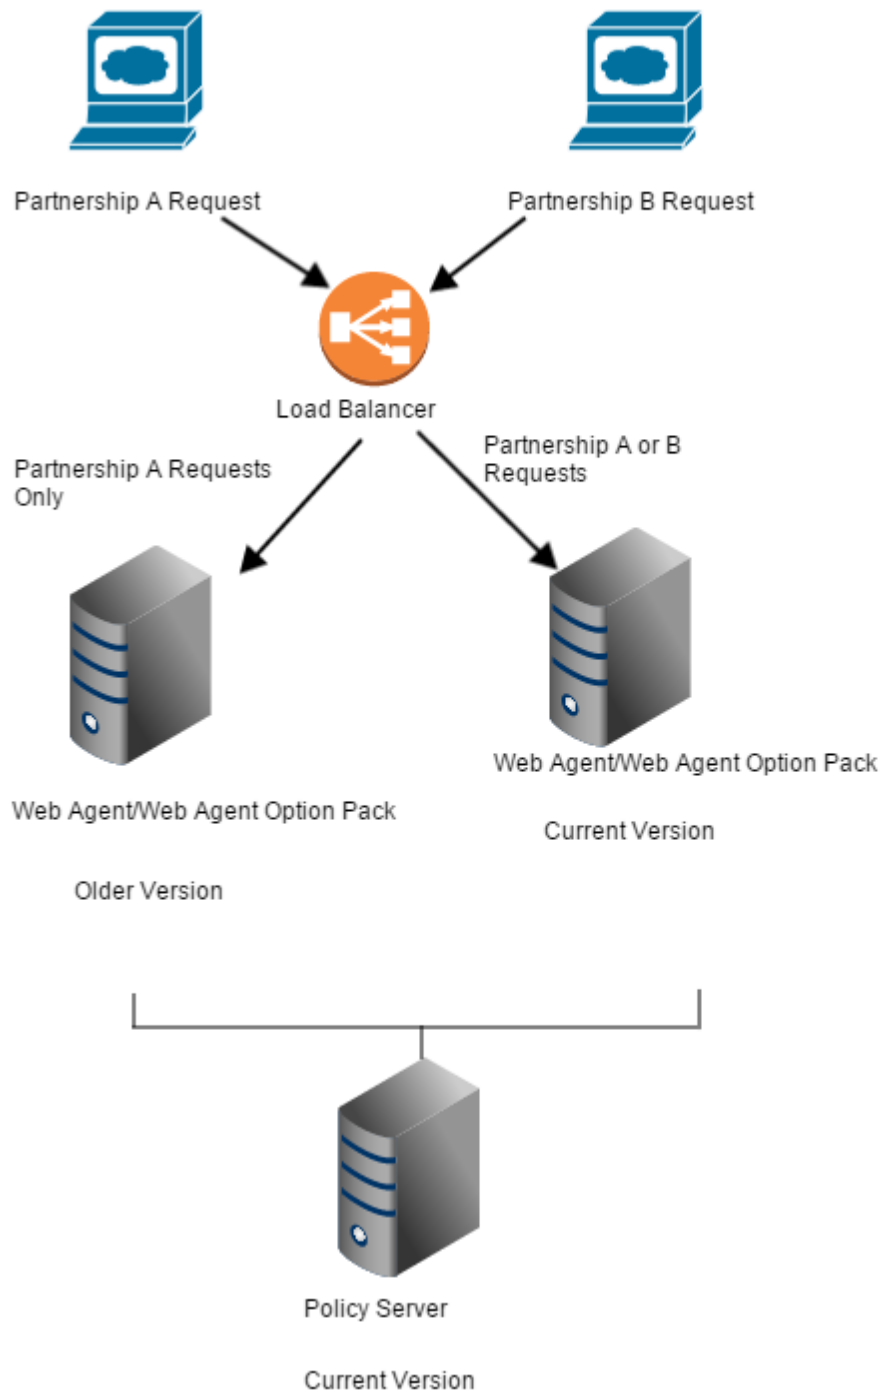 Partnership A Request
Partnership B Request
Load Balancer
Partnership A Requests
Only
Partnership A or B
Requests
Web Agent/Web Agent Option Pack
Older Version
Web Agent/Web Agent Option Pack
Current Version
Policy Server
Current Version